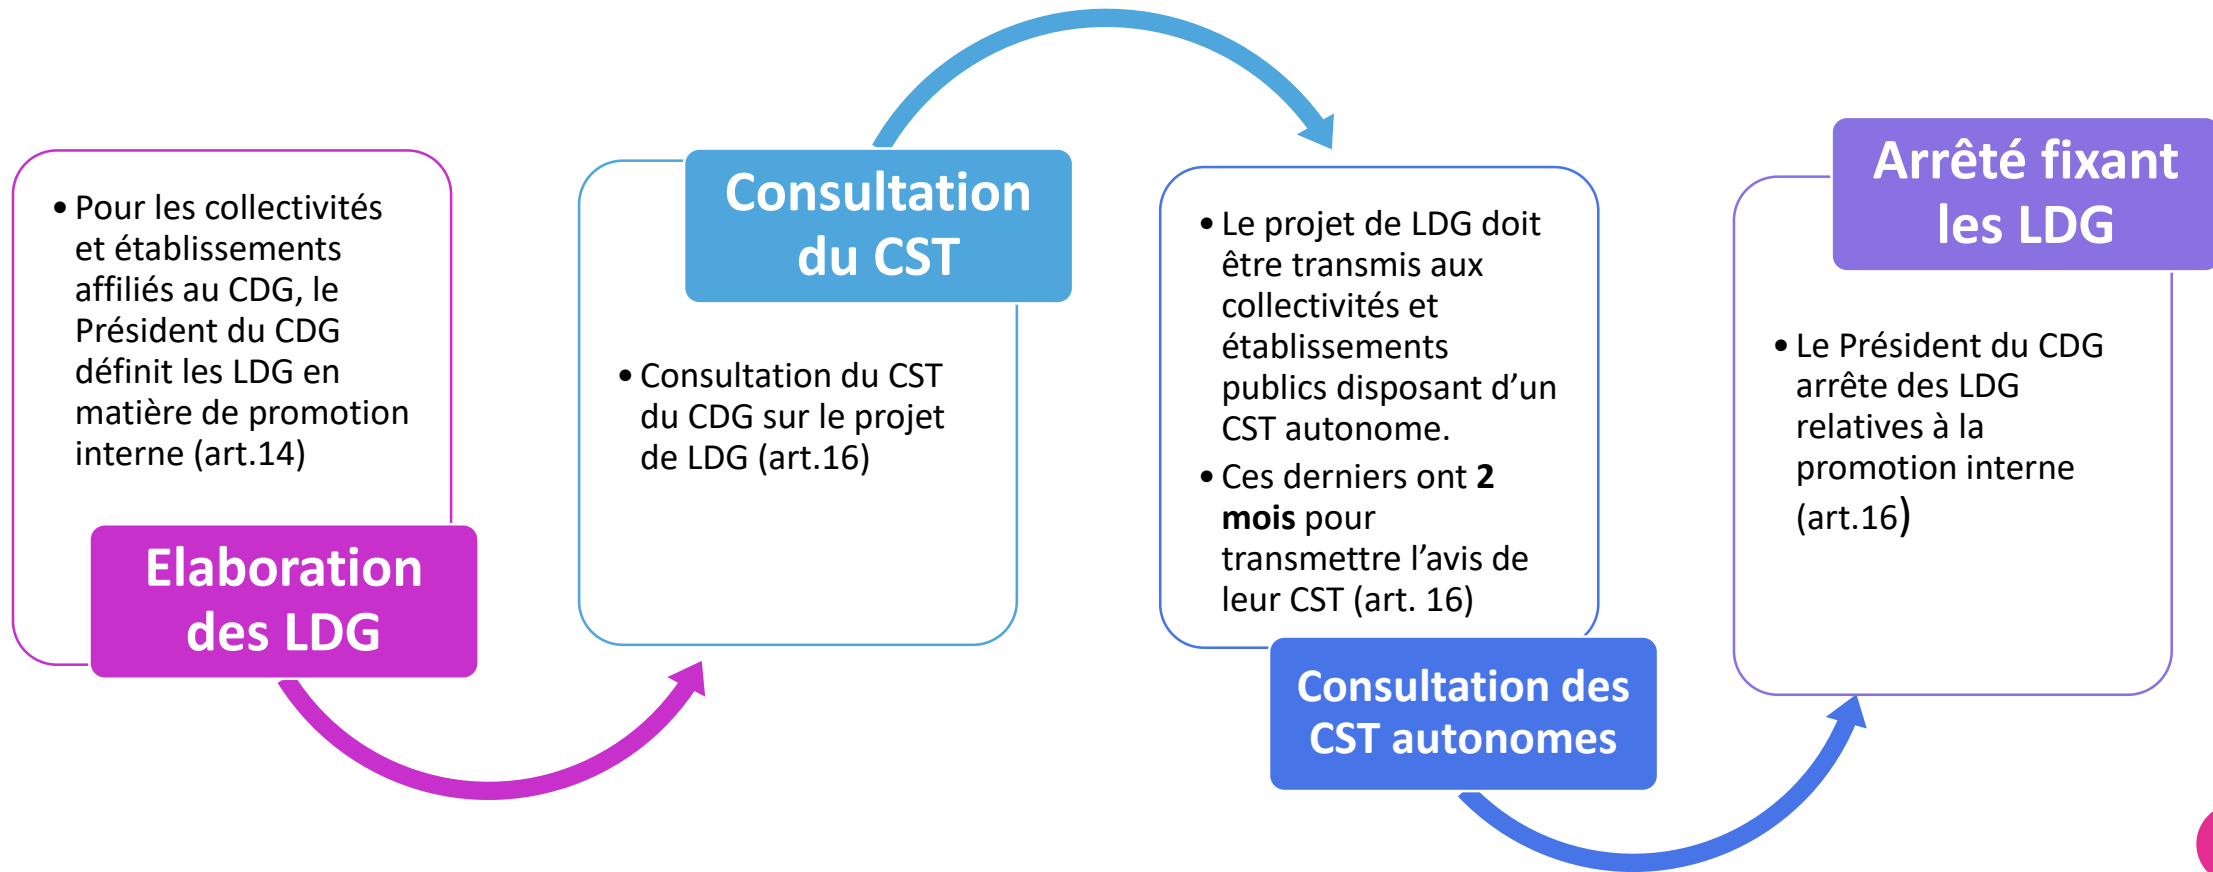 • Pour les collectivités
et établissements
affiliés au CDG, le
Président du CDG
définit les LDG en
matière de promotion
interne (art.14)
Elaboration
des LDG
Consultation
du CST
• Consultation du CST
du CDG sur le projet
de LDG (art.16)
• Le projet de LDG doit
être transmis aux
collectivités et
établissements
publics disposant d’un
CST autonome.
• Ces derniers ont 2
mois pour
transmettre l’avis de
leur CST (art. 16)
Consultation des
CST autonomes
Arrêté fixant
les LDG
• Le Président du CDG
arrête des LDG
relatives à la
promotion interne
(art.16)